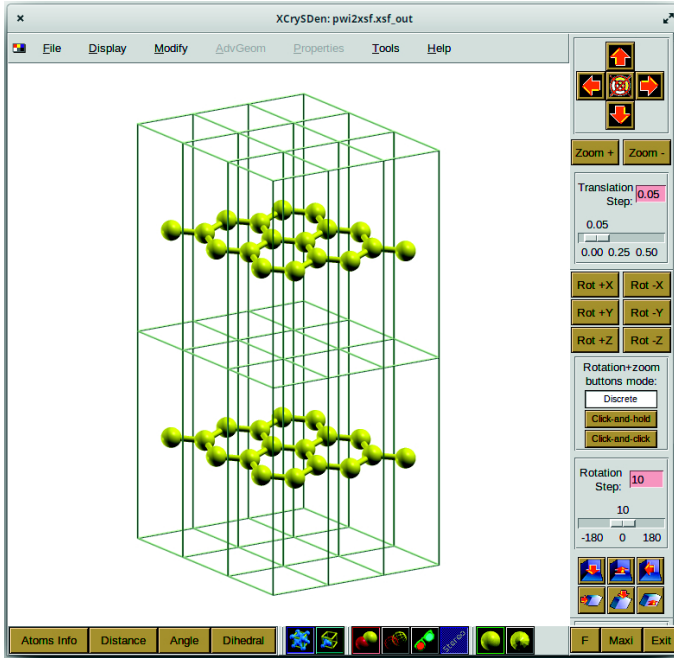 XCrySDen: pwi2xsf.xsf_out
File Display Modify AdvGeom Properties Tools Help
Zoom + Zoom -
Translation
Step: 0.05
0.05
0.00 0.25 0.50
Rot +X Rot -X
Rot +Y Rot -Y
Rot +Z Rot -Z
Rotation+zoom
buttons mode:
Discrete
Click-and-hold
Click-and-click
Rotation
Step: 10
10
-180 0 180
Atoms Info Distance Angle Dihedral stereo F Maxi Exit